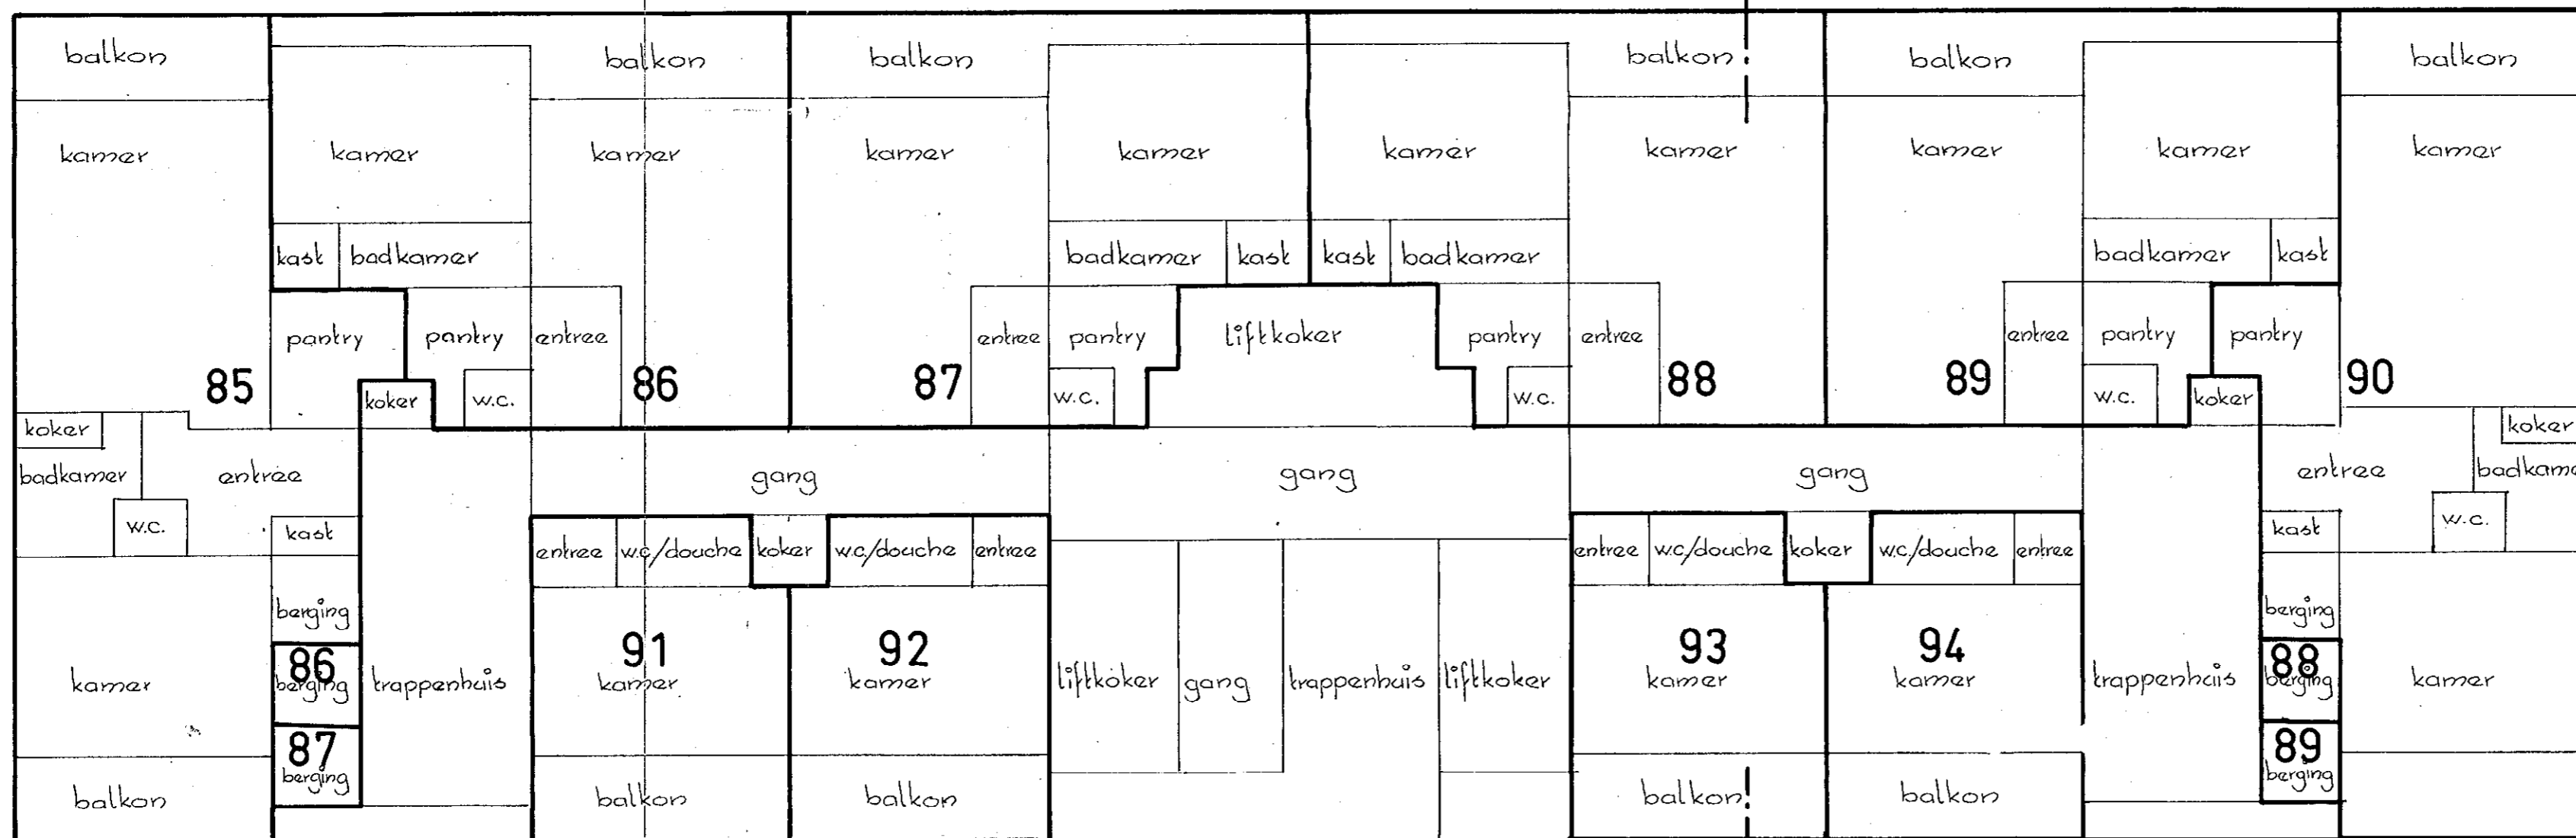 balkon balkon balkon balkon balkon balkon
kamer kamer kamer kamer kamer kamer kamer kamer kamer kamer
kast badkamer badkamer kast kast badkamer badkamer kast
pantry pantry entree entree pantry liftkoker pantry entree entree pantry pantry
85 86 87 88 89 90
koker w.c. w.c. w.c. w.c. koker
koker koker
badkamer entree gang gang gang entree badkame
w.c. kast kast w.c.
entree w.c/douche koker w.c/douche entree entree w.c/douche koker w.c/douche entree
berging berging
91 92 93 94
86 88
kamer berging trappenhuis kamer kamer liftkoker gang trappenhuis liftkoker kamer kamer trappenhuis berging kamer
87 89
berging berging
balkon balkon balkon balkon balkon